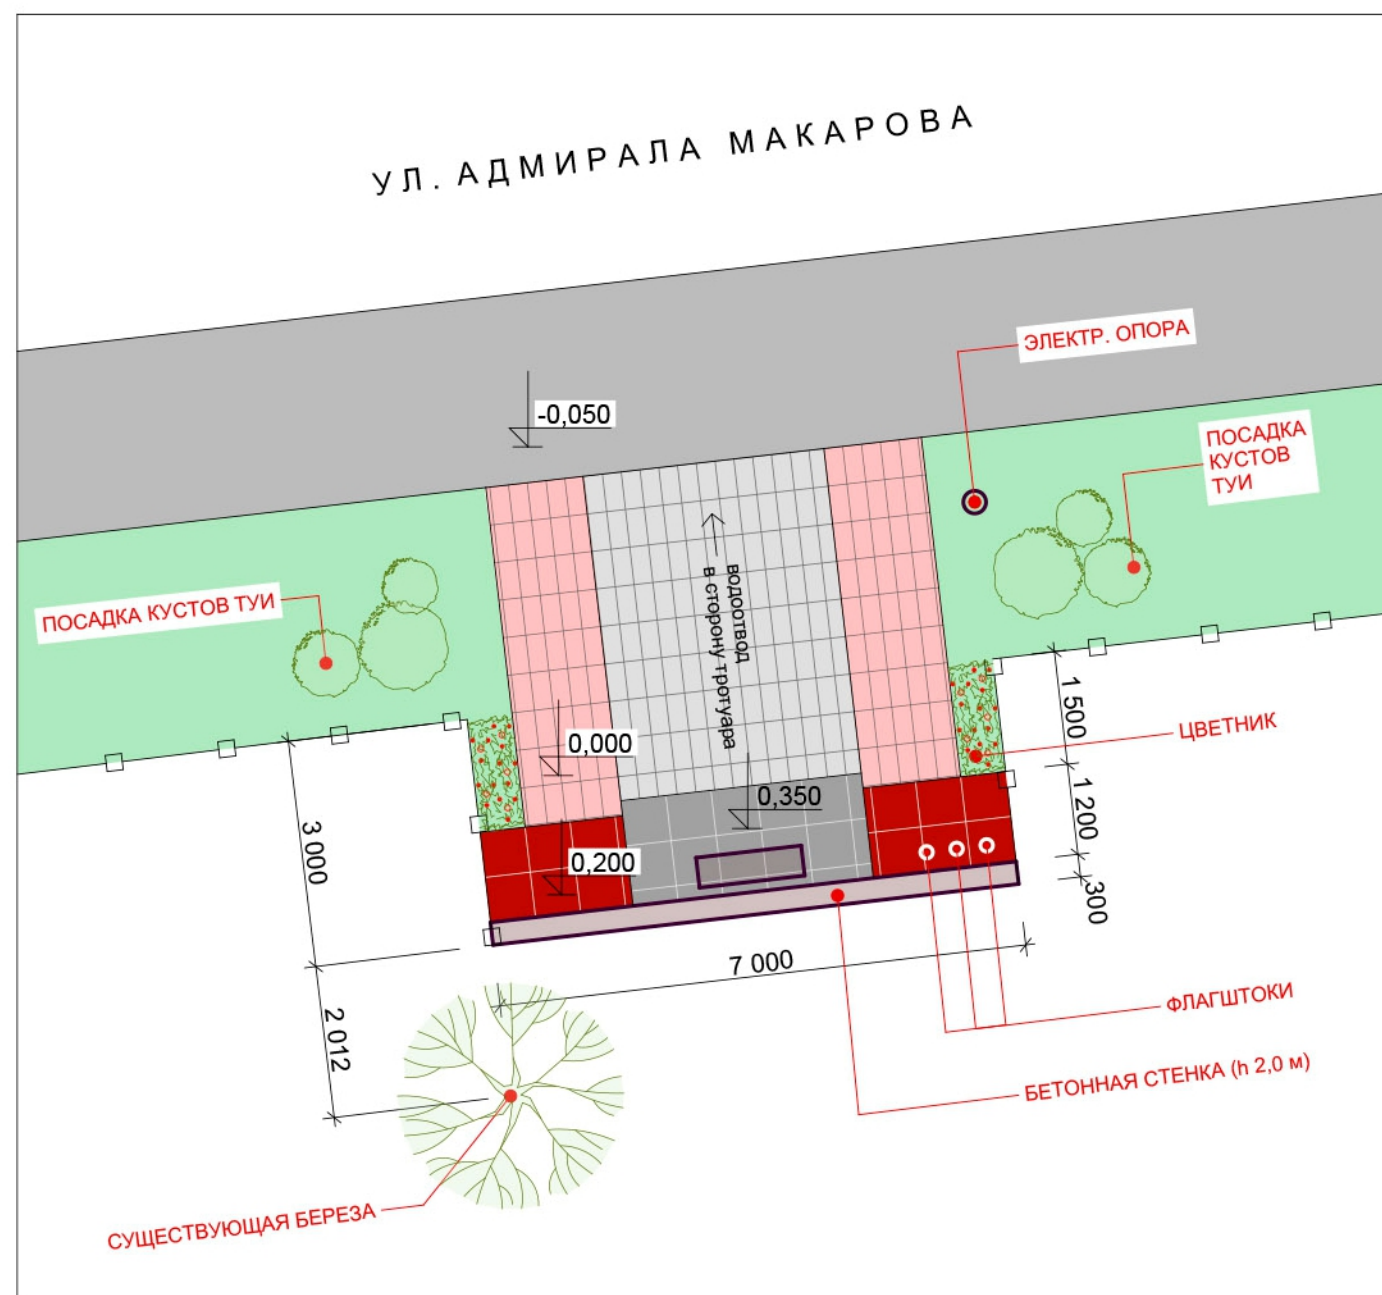 УЛ. АДМИРАЛА МАКАРОВА
ЭЛЕКТР. ОПОРА
-0,050
ПОСАДКА
КУСТОВ
ТУИ
ПОСАДКА КУСТОВ ТУИ
водоотвод
в сторону тротуара
1 500
ЦВЕТНИК
0,000
0,350
1 200
3 000
0,200
300
7 000
ФЛАГШТОКИ
2 012
БЕТОННАЯ СТЕНКА (h 2,0 м)
СУЩЕСТВУЮЩАЯ БЕРЕЗА